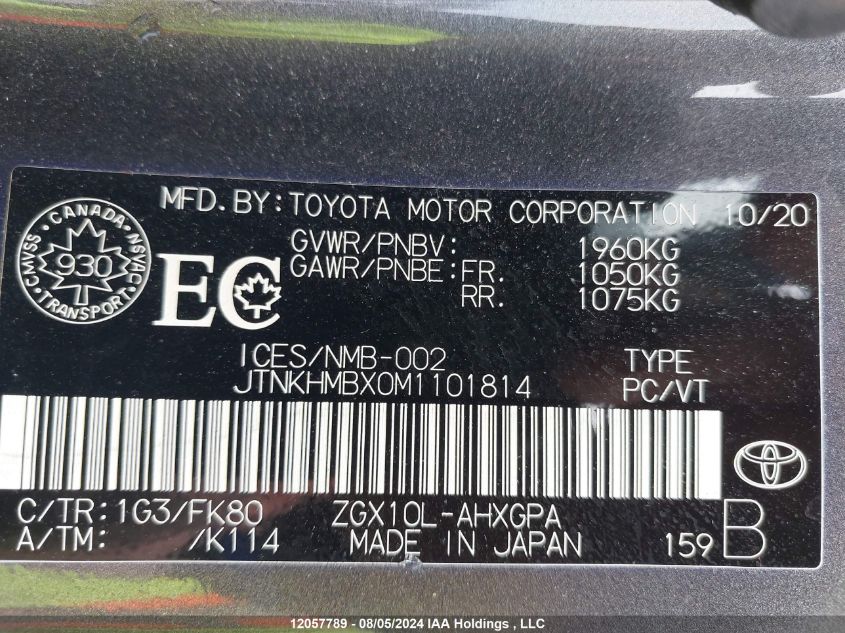 MFD.BY:TOYOTA MOTOR CORPORATION 10/20
CANADA
CMVSS 930 NSVAC
TRANSPORT
EC
GVWR/PNBV: 1960KG
GAWR/PNBE:FR. 1050KG
RR. 1075KG
ICES/NMB-002 TYPE
JTNKHMBX0M1101814 PC/VT
C/TR:1G3/FK80 ZGX10L-AHXGPA
A/TM: /K114 MADE IN JAPAN 159 B
12057789 - 08/05/2024 IAA Holdings , LLC